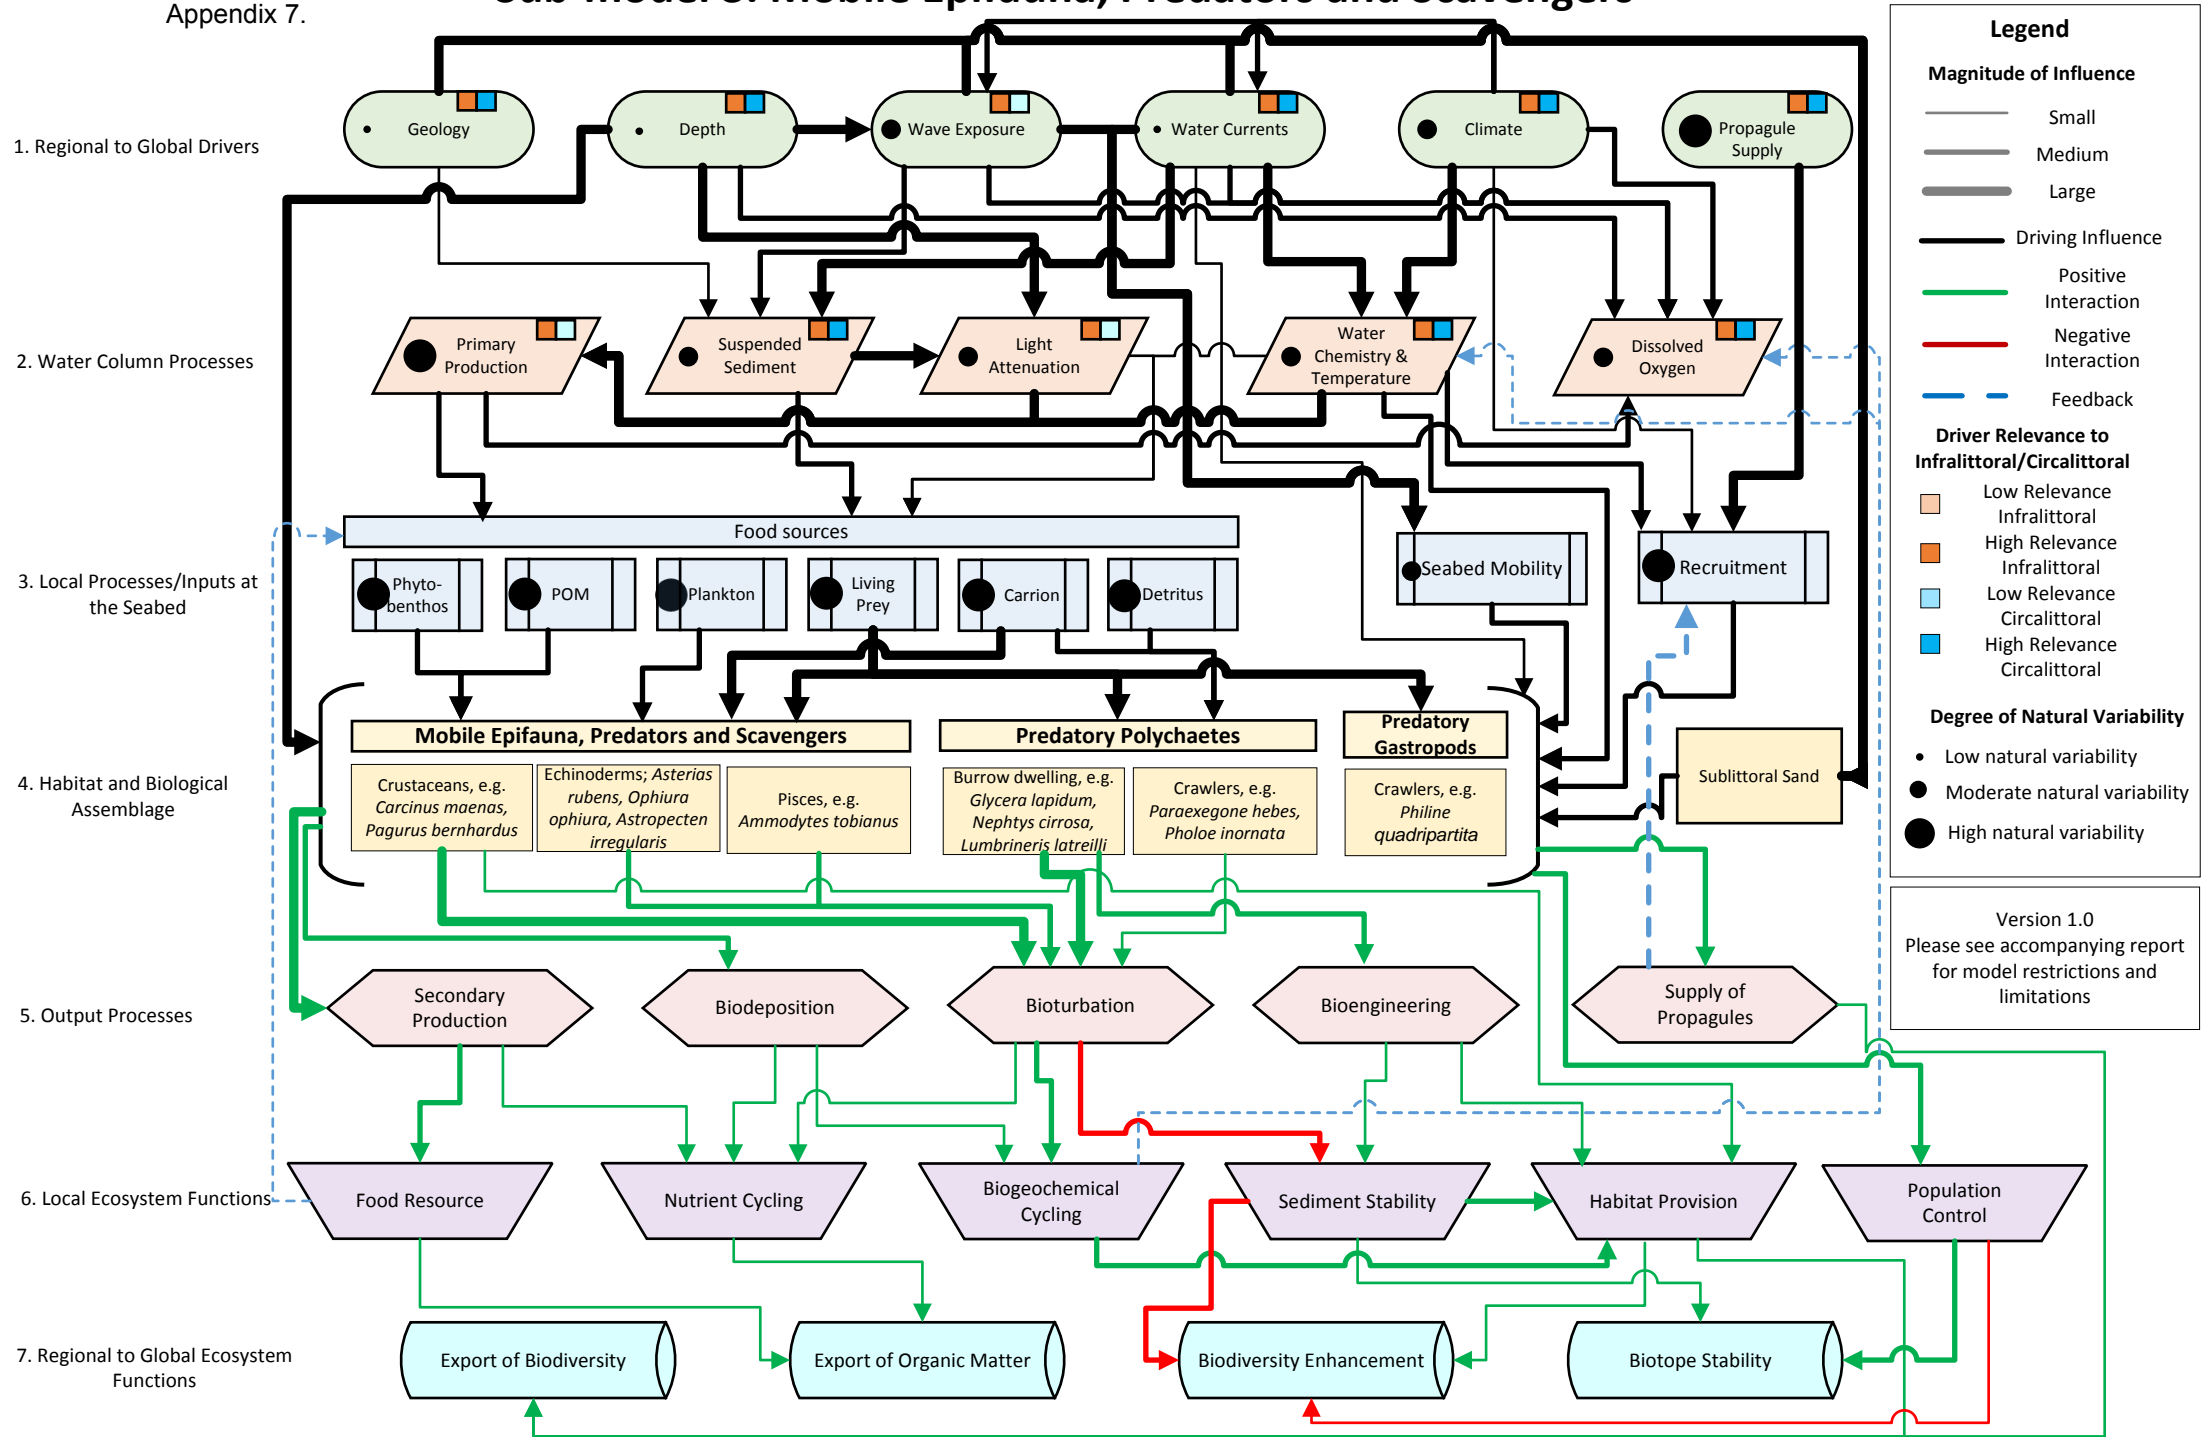 Appendix 7.
Sub-model 3: Mobile Epifauna, Predators and Scavengers
1. Regional to Global Drivers
Geology
Depth
Wave Exposure
Water Currents
Climate
Propagule
Supply
2. Water Column Processes
Primary
Production
Suspended
Sediment
Light
Attenuation
Water
Chemistry &
Temperature
Dissolved
Oxygen
3. Local Processes/Inputs at
the Seabed
Food sources
Phyto-
benthos
POM
Plankton
Living
Prey
Carrion
Detritus
Seabed Mobility
Recruitment
4. Habitat and Biological
Assemblage
Mobile Epifauna, Predators and Scavengers
Predatory Polychaetes
Predatory
Gastropods
Crustaceans, e.g.
Carcinus maenas,
Pagurus bernhardus
Echinoderms; Asterias
rubens, Ophiura
ophiura, Astropecten
irregularis
Pisces, e.g.
Ammodytes tobianus
Burrow dwelling, e.g.
Glycera lapidum,
Nephtys cirrosa,
Lumbrineris latreilli
Crawlers, e.g.
Paraexegone hebes,
Pholoe inornata
Crawlers, e.g.
Philine
quadripartita
Sublittoral Sand
5. Output Processes
Secondary
Production
Biodeposition
Bioturbation
Bioengineering
Supply of
Propagules
6. Local Ecosystem Functions
Food Resource
Nutrient Cycling
Biogeochemical
Cycling
Sediment Stability
Habitat Provision
Population
Control
7. Regional to Global Ecosystem
Functions
Export of Biodiversity
Export of Organic Matter
Biodiversity Enhancement
Biotope Stability
Legend
Magnitude of Influence
Small
Medium
Large
Driving Influence
Positive
Interaction
Negative
Interaction
Feedback
Driver Relevance to
Infralittoral/Circalittoral
Low Relevance
Infralittoral
High Relevance
Infralittoral
Low Relevance
Circalittoral
High Relevance
Circalittoral
Degree of Natural Variability
Low natural variability
Moderate natural variability
High natural variability
Version 1.0
Please see accompanying report
for model restrictions and
limitations